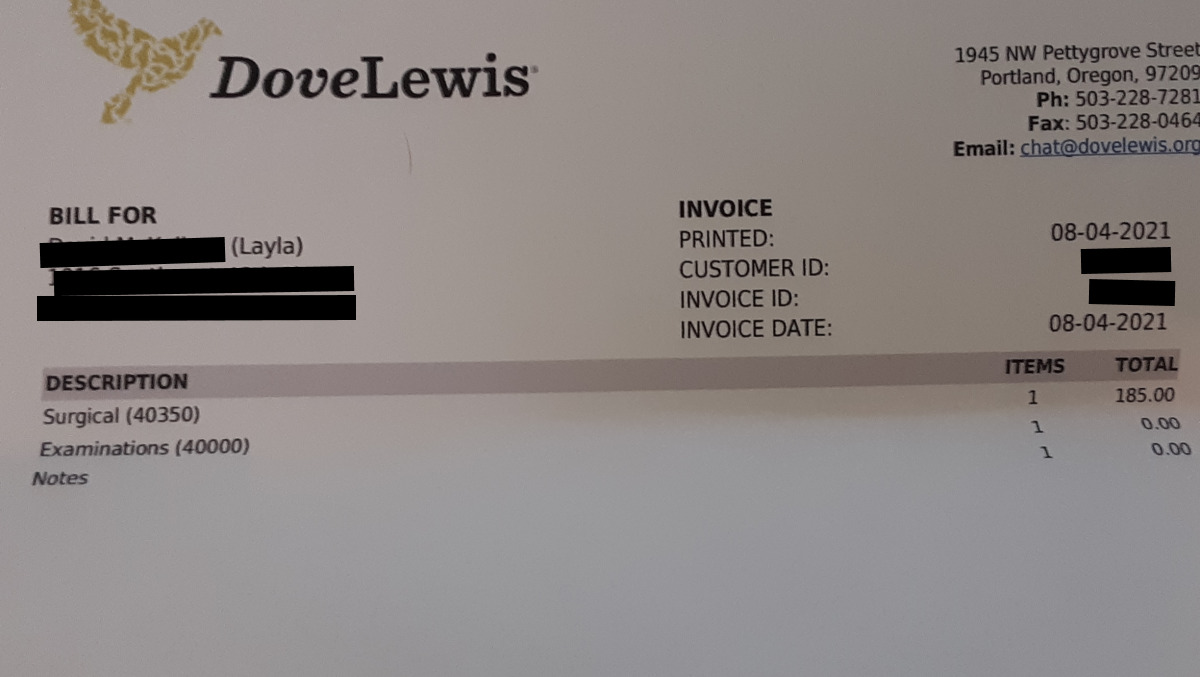 DoveLewis
1945 NW Pettygrove Street
Portland, Oregon, 97209
Ph: 503-228-7281
Fax: 503-228-0464
Email: chat@dovelewis.org
BILL FOR
(Layla)
INVOICE
PRINTED: 08-04-2021
CUSTOMER ID:
INVOICE ID:
INVOICE DATE: 08-04-2021
DESCRIPTION ITEMS TOTAL
Surgical (40350) 1 185.00
Examinations (40000) 1 0.00
Notes 1 0.00